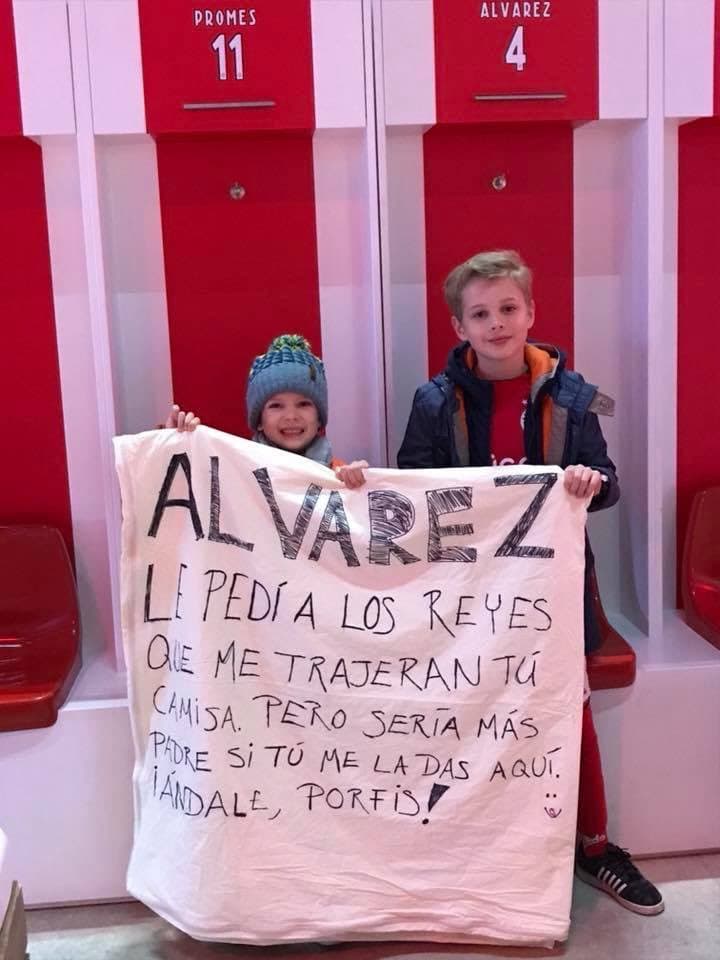 PROMES
11
ALVAREZ
4
ALVAREZ
LE PEDÍ A LOS REYES
QUE ME TRAJERAN TÚ
CAMISA. PERO SERÍA MÁS
PADRE SI TÚ ME LA DAS AQUÍ.
¡ÁNDALE, PORFIS!